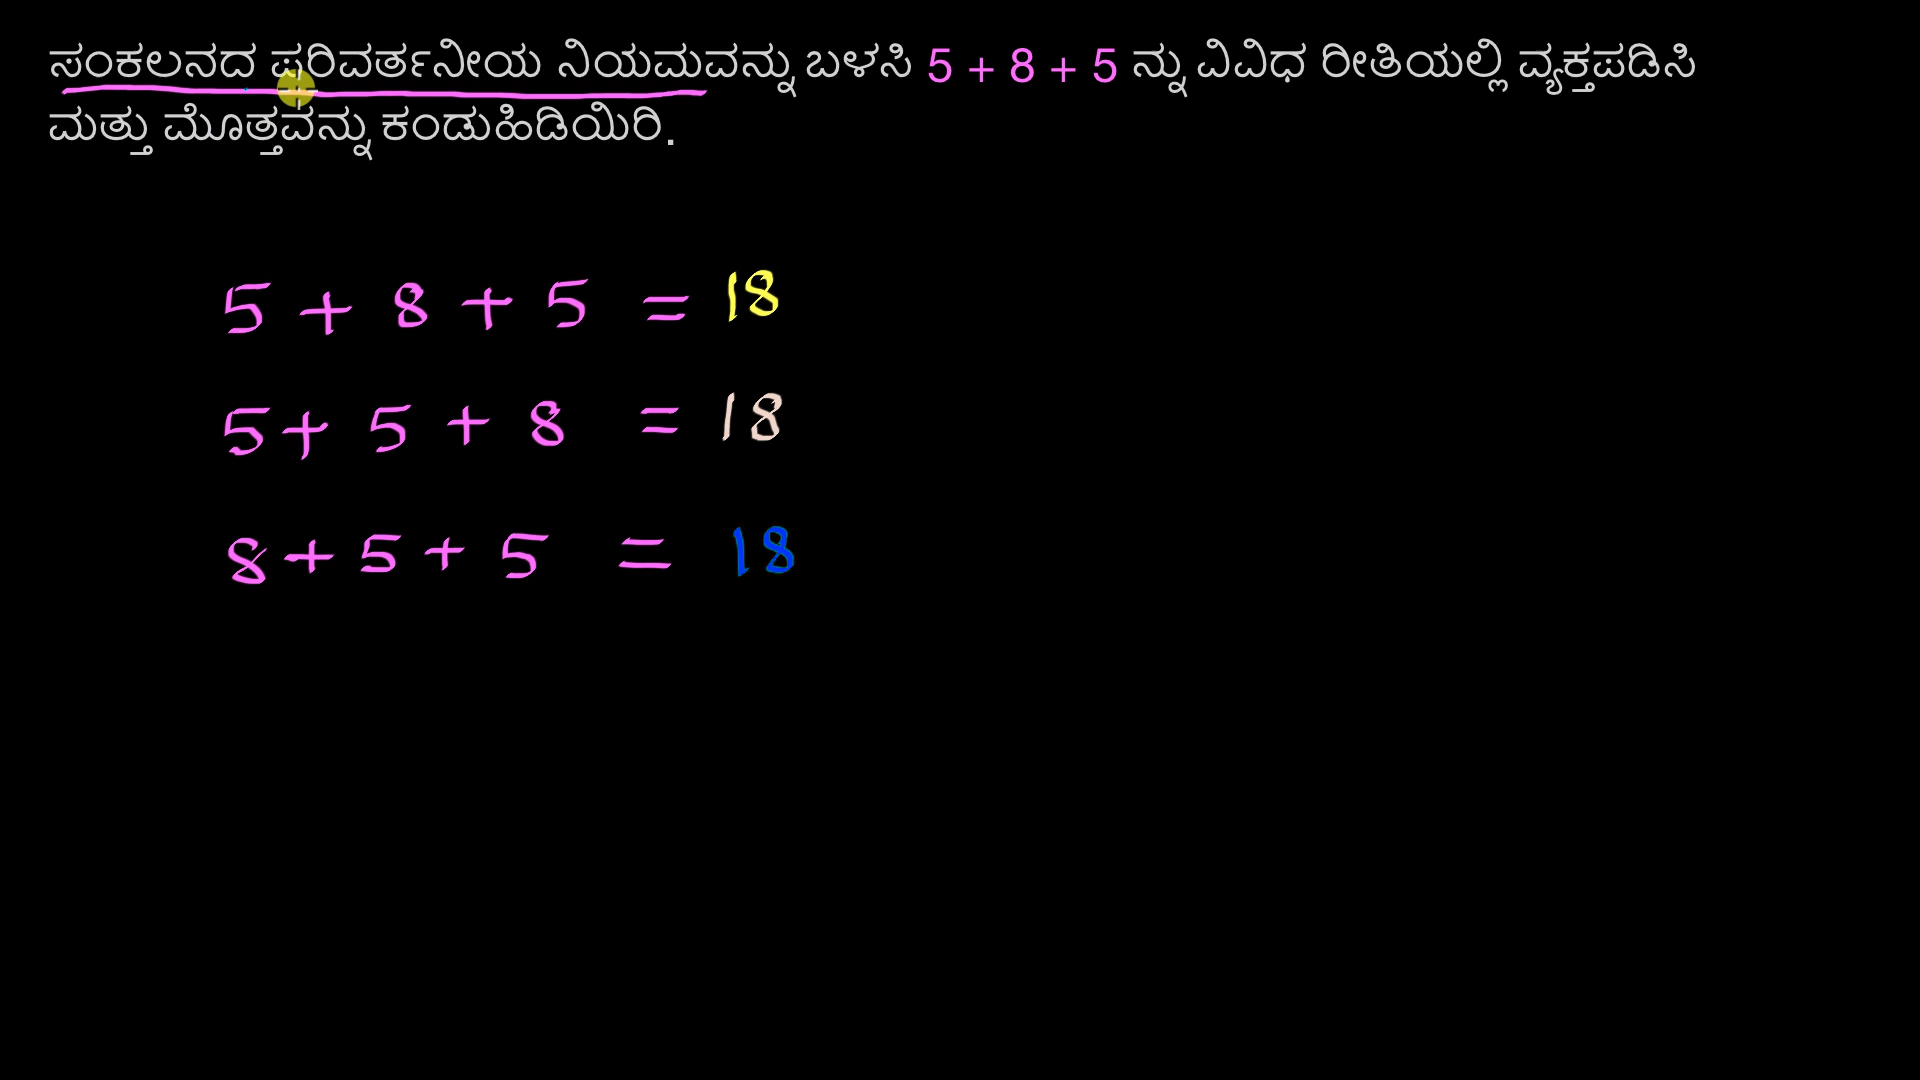 ಸಂಕಲನದ ಪರಿವರ್ತನೀಯ ನಿಯಮವನ್ನು ಬಳಸಿ 5 + 8 + 5 ನ್ನು ವಿವಿಧ ರೀತಿಯಲ್ಲಿ ವ್ಯಕ್ತಪಡಿಸಿ
ಮತ್ತು ಮೊತ್ತವನ್ನು ಕಂಡುಹಿಡಿಯಿರಿ.
5 + 8 + 5 = 18
5 + 5 + 8 = 18
8 + 5 + 5 = 18